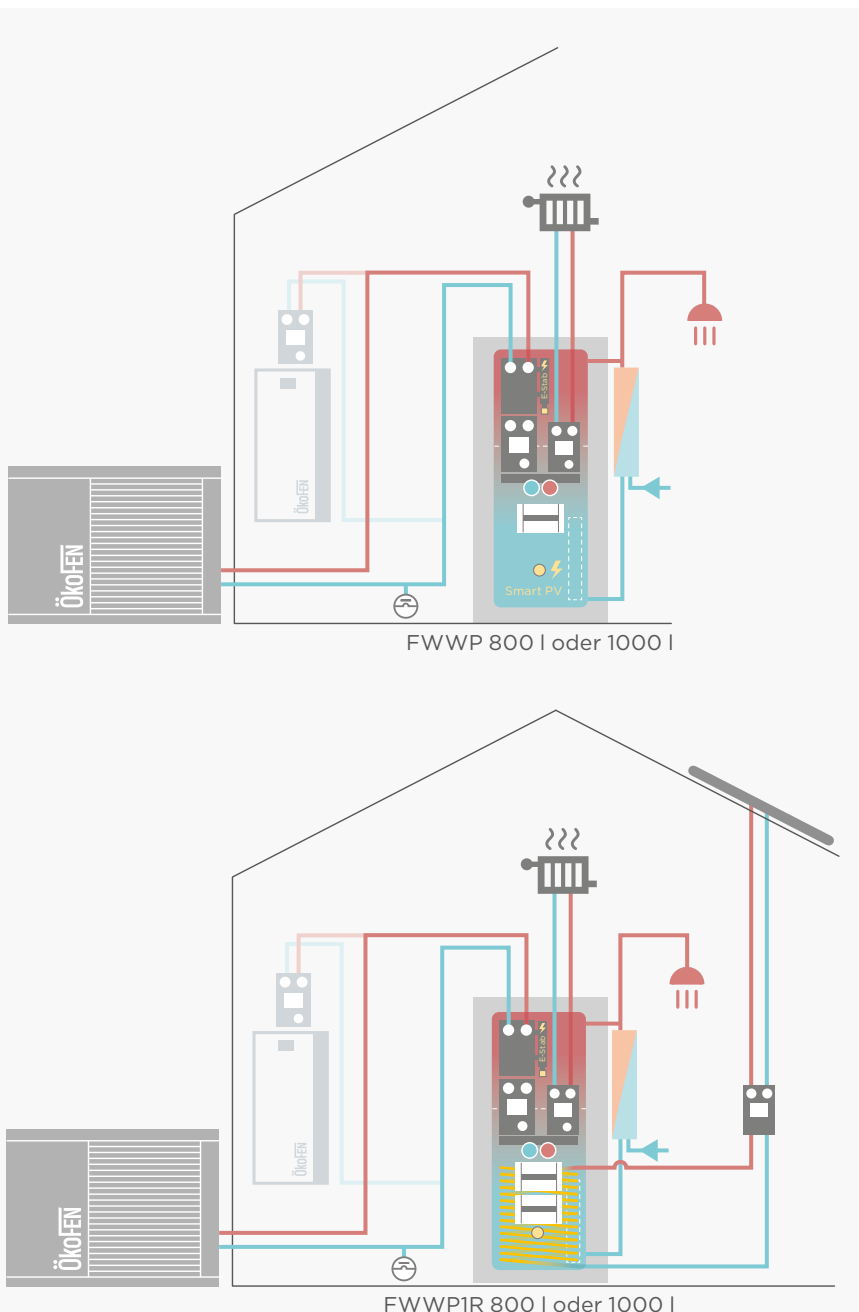 E-Stab
ÖkoFEN
ÖkoFEN
Smart PV
FWWP 800 l oder 1000 l
E-Stab
ÖkoFEN
ÖkoFEN
FWWP1R 800 l oder 1000 l